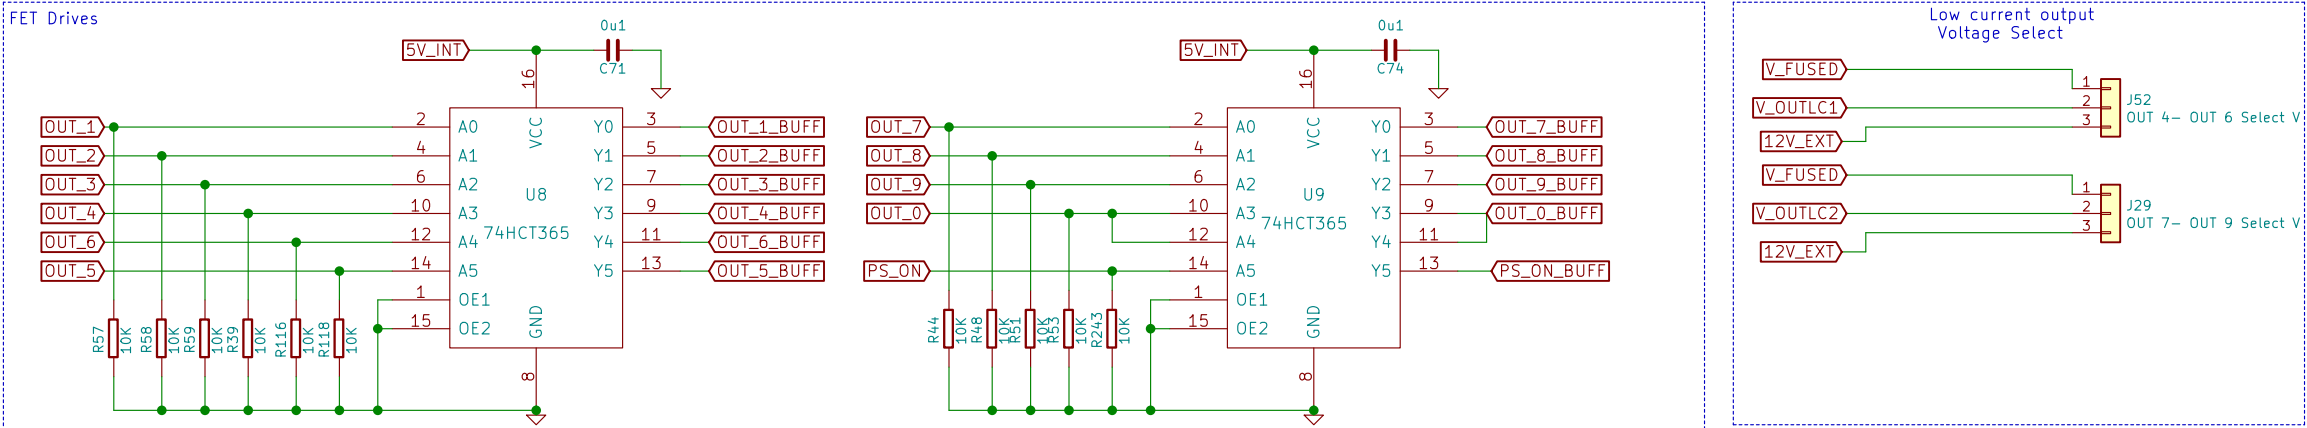 FET Drives
0u1
5V_INT
C71
16
OUT_1
2
A0
VCC
Y0
3
OUT_1_BUFF
OUT_2
4
A1
Y1
5
OUT_2_BUFF
OUT_3
6
A2
Y2
7
OUT_3_BUFF
U8
OUT_4
10
A3
Y3
9
OUT_4_BUFF
74HCT365
OUT_6
12
A4
Y4
11
OUT_6_BUFF
OUT_5
14
A5
Y5
13
OUT_5_BUFF
1
OE1
15
OE2
GND
8
R57
10K
R58
10K
R59
10K
R39
10K
R116
10K
R118
10K
0u1
5V_INT
C74
16
OUT_7
2
A0
VCC
Y0
3
OUT_7_BUFF
OUT_8
4
A1
Y1
5
OUT_8_BUFF
OUT_9
6
A2
Y2
7
OUT_9_BUFF
U9
OUT_0
10
A3
Y3
9
OUT_0_BUFF
74HCT365
12
A4
Y4
11
PS_ON
14
A5
Y5
13
PS_ON_BUFF
1
OE1
15
OE2
GND
8
R44
10K
R48
10K
R51
10K
R53
10K
R243
10K
Low current output
Voltage Select
V_FUSED
1
V_OUTLC1
2
J52
12V_EXT
3
OUT 4- OUT 6 Select V
V_FUSED
1
V_OUTLC2
2
J29
12V_EXT
3
OUT 7- OUT 9 Select V